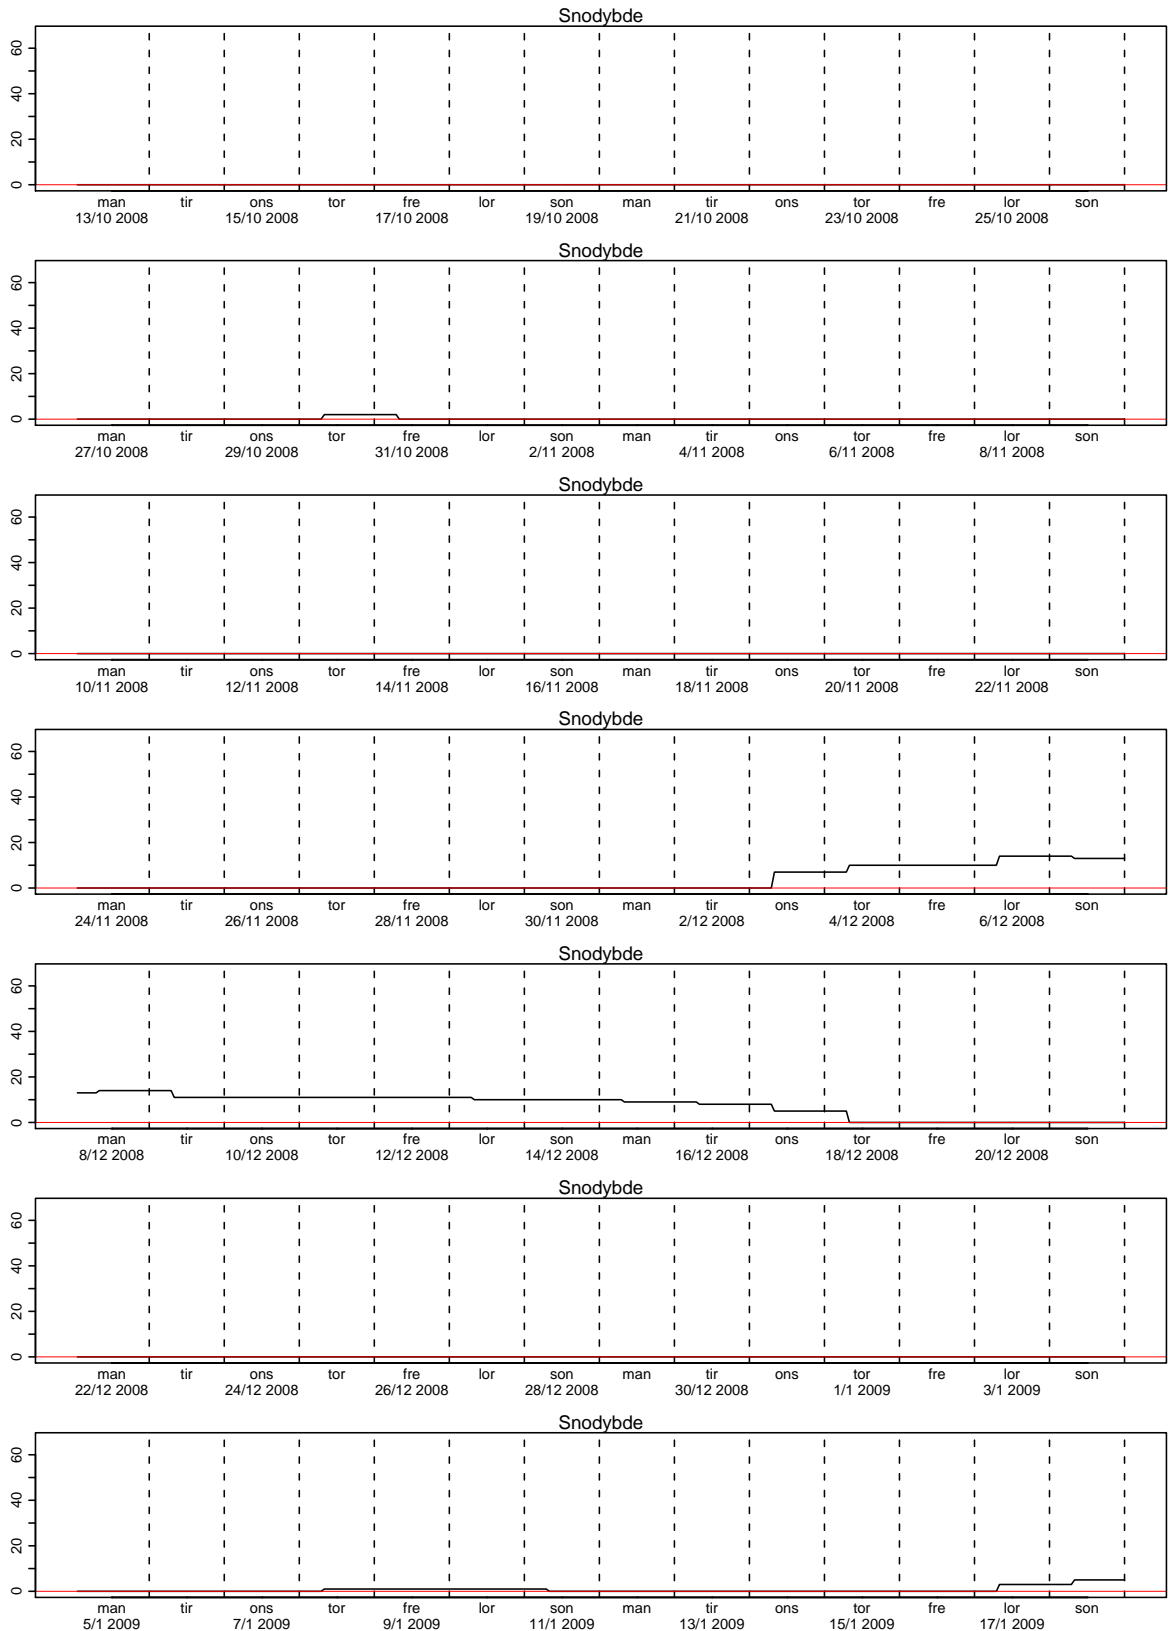 Snodybde
60
40
20
0
man tir ons tor fre lor son man tir ons tor fre lor son
13/10 2008 15/10 2008 17/10 2008 19/10 2008 21/10 2008 23/10 2008 25/10 2008
Snodybde
60
40
20
0
man tir ons tor fre lor son man tir ons tor fre lor son
27/10 2008 29/10 2008 31/10 2008 2/11 2008 4/11 2008 6/11 2008 8/11 2008
Snodybde
60
40
20
0
man tir ons tor fre lor son man tir ons tor fre lor son
10/11 2008 12/11 2008 14/11 2008 16/11 2008 18/11 2008 20/11 2008 22/11 2008
Snodybde
60
40
20
0
man tir ons tor fre lor son man tir ons tor fre lor son
24/11 2008 26/11 2008 28/11 2008 30/11 2008 2/12 2008 4/12 2008 6/12 2008
Snodybde
60
40
20
0
man tir ons tor fre lor son man tir ons tor fre lor son
8/12 2008 10/12 2008 12/12 2008 14/12 2008 16/12 2008 18/12 2008 20/12 2008
Snodybde
60
40
20
0
man tir ons tor fre lor son man tir ons tor fre lor son
22/12 2008 24/12 2008 26/12 2008 28/12 2008 30/12 2008 1/1 2009 3/1 2009
Snodybde
60
40
20
0
man tir ons tor fre lor son man tir ons tor fre lor son
5/1 2009 7/1 2009 9/1 2009 11/1 2009 13/1 2009 15/1 2009 17/1 2009